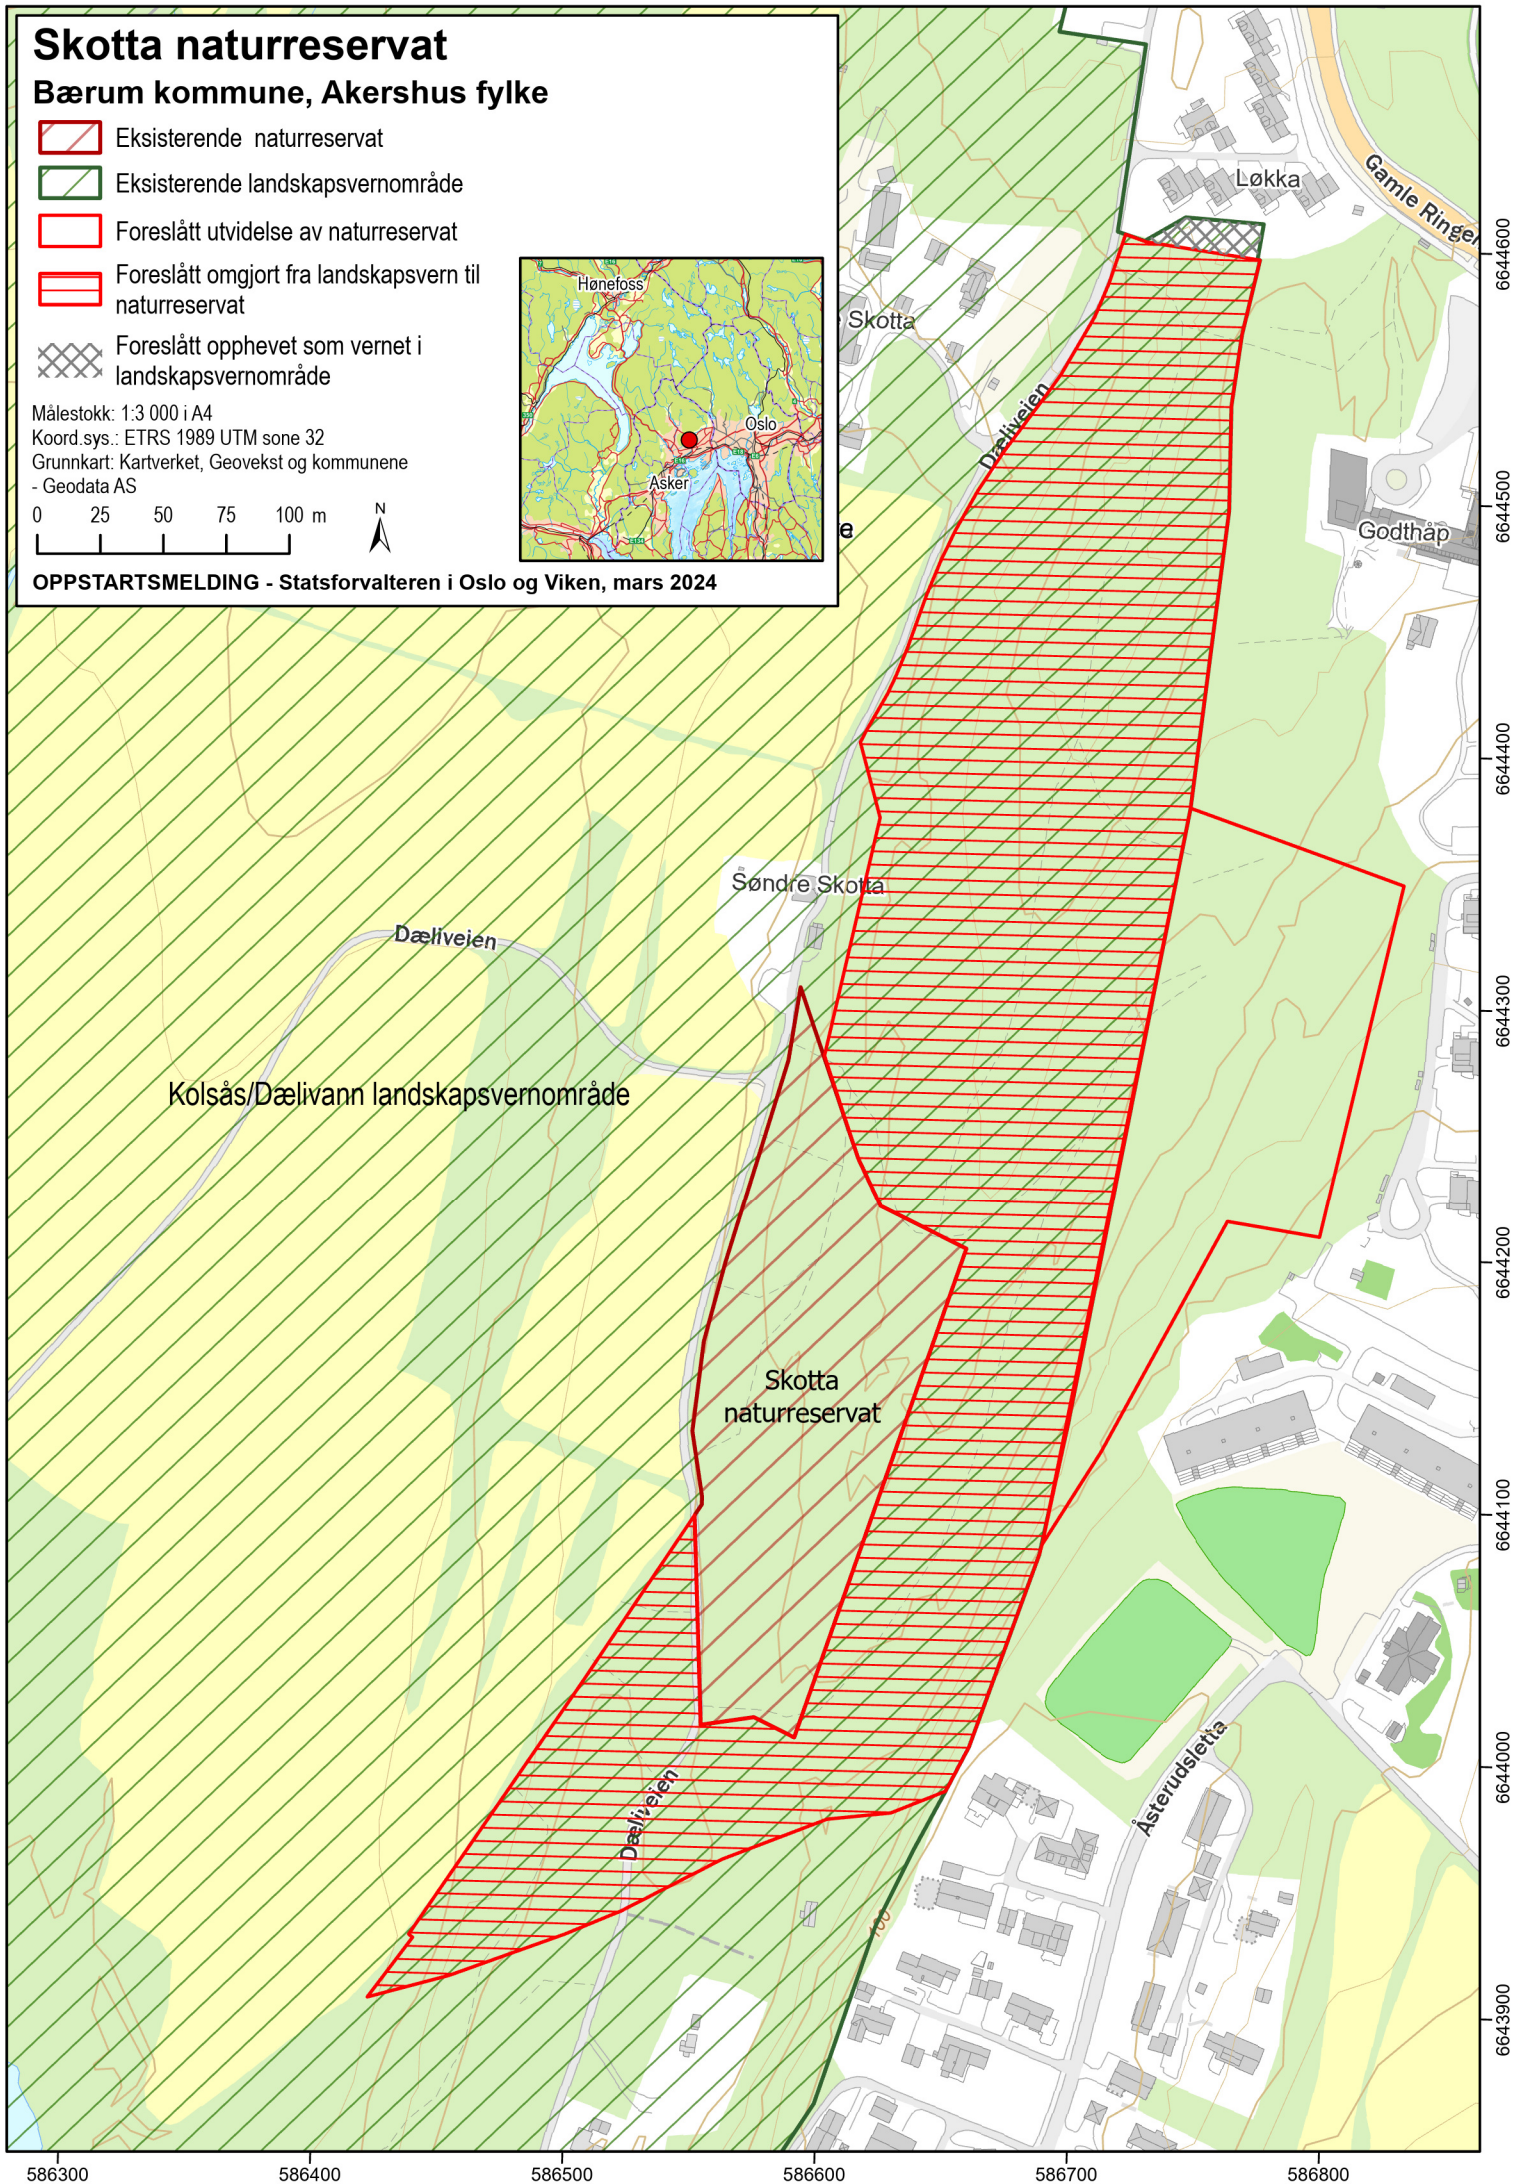 Skotta naturreservat
Bærum kommune, Akershus fylke
Eksisterende naturreservat
Eksisterende landskapsvernområde
Foreslått utvidelse av naturreservat
Foreslått omgjort fra landskapsvern til
naturreservat
Foreslått opphevet som vernet i
landskapsvernområde
Målestokk: 1:3 000 i A4
Koord.sys.: ETRS 1989 UTM sone 32
Grunnkart: Kartverket, Geovekst og kommunene
- Geodata AS
0 25 50 75 100 m
N
OPPSTARTSMELDING - Statsforvalteren i Oslo og Viken, mars 2024
Hønefoss
Oslo
Asker
Løkka
Gamle Ringer
e Skotta
Dæliveien
Godthåp
Søndre Skotta
Dæliveien
Kolsås/Dælivann landskapsvernområde
Skotta
naturreservat
Dæliveien
Åsterudsletta
100
6644600
6644500
6644400
6644300
6644200
6644100
6644000
6643900
586300 586400 586500 586600 586700 586800